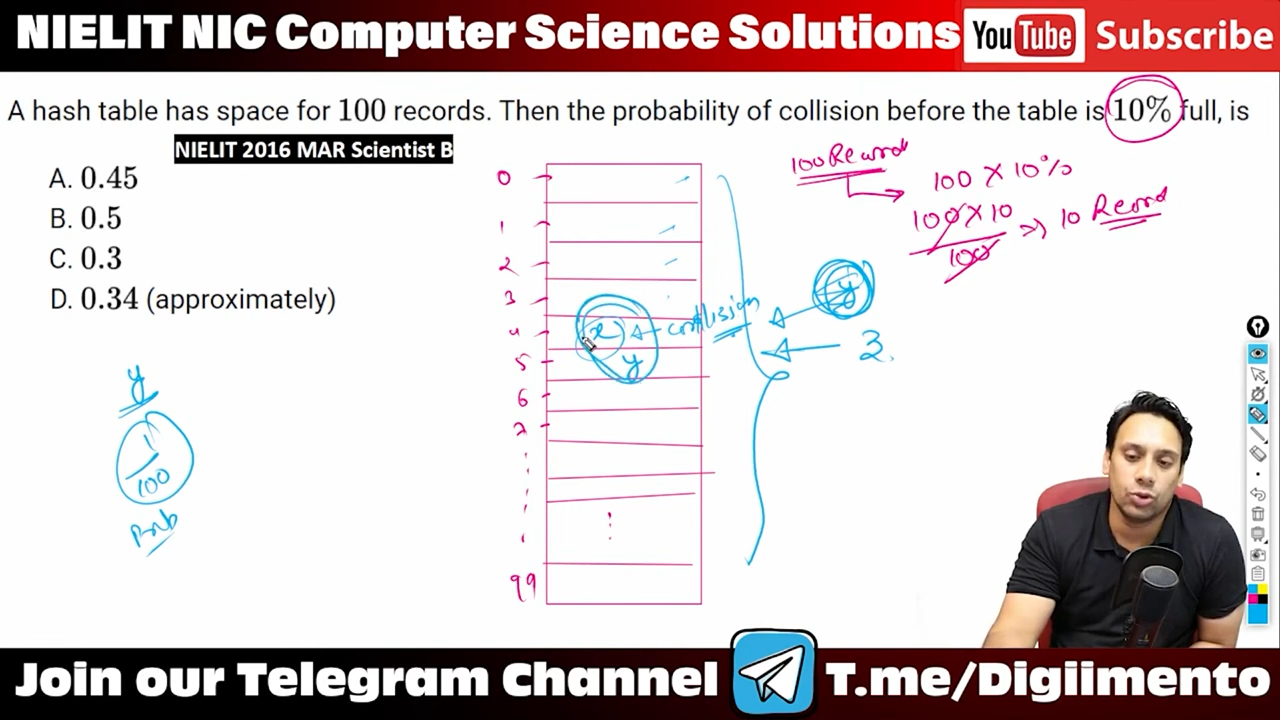 NIELIT NIC Computer Science Solutions
YouTube Subscribe
A hash table has space for 100 records. Then the probability of collision before the table is 10% full, is
NIELIT 2016 MAR Scientist B
A. 0.45
B. 0.5
C. 0.3
D. 0.34 (approximately)
100 Record
100 X 10%
100 X 10
100
=> 10 Record
0
1
2
3
4
5
6
99
x
y
collision
y
3
y
1
100
Prob
Join our Telegram Channel
T.me/Digiimento